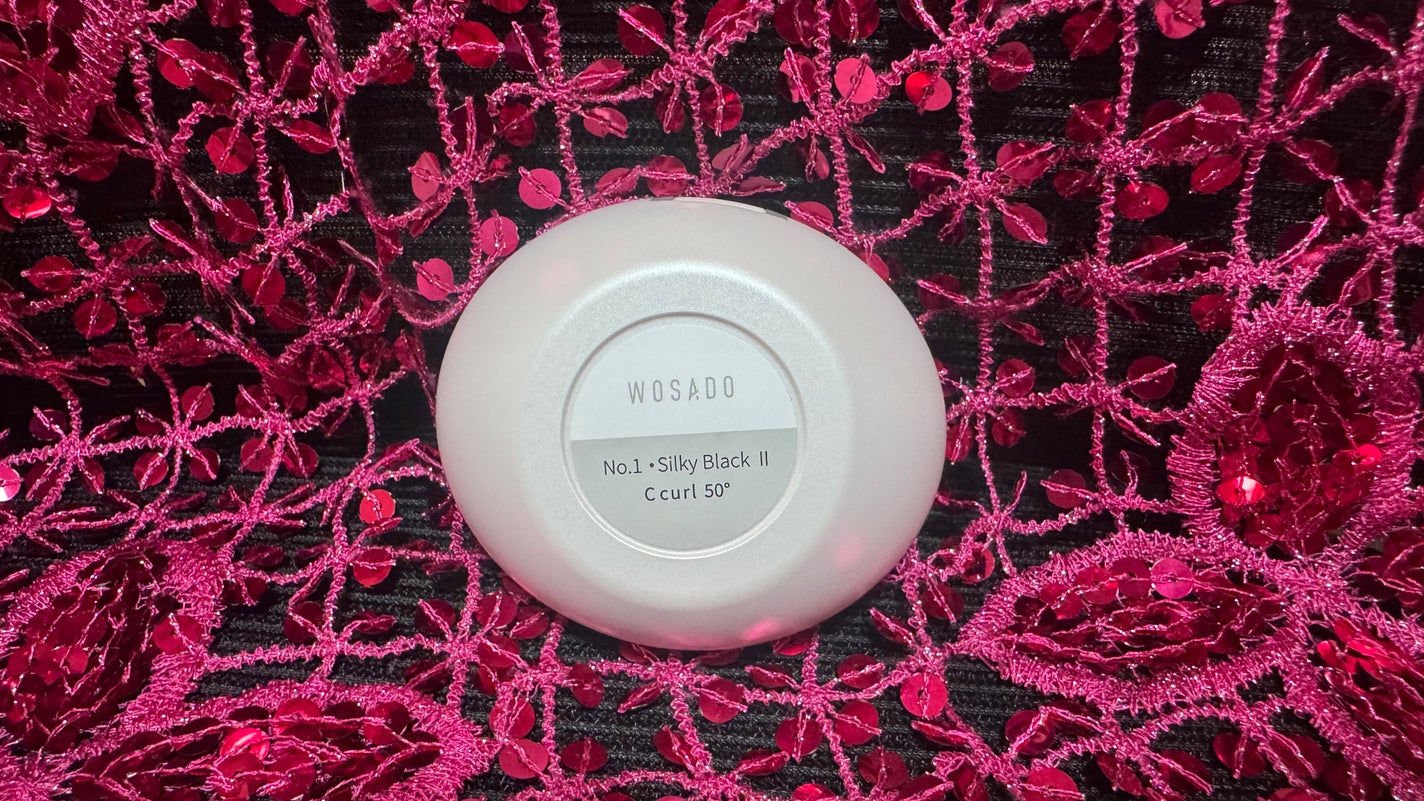 WOSADO
No.1 •Silky Black II
C curl 50°